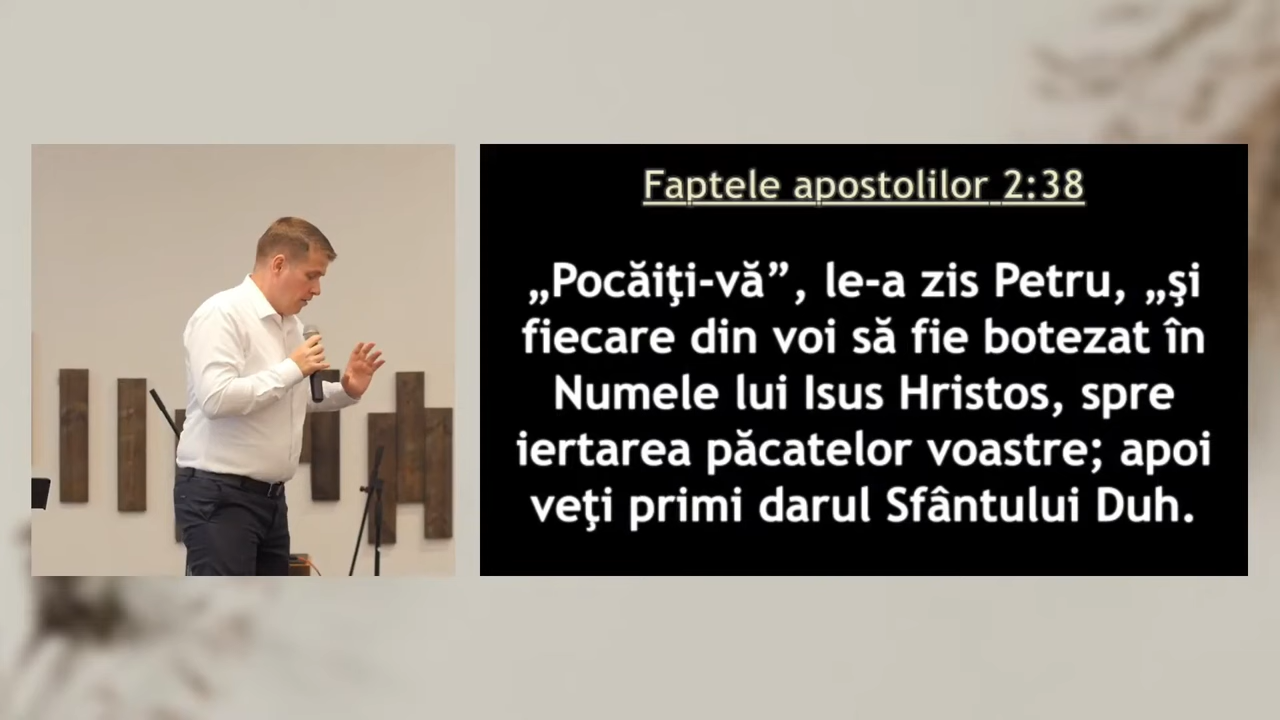 Faptele apostolilor 2:38
„Pocăiţi-vă”, le-a zis Petru, „şi
fiecare din voi să fie botezat în
Numele lui Isus Hristos, spre
iertarea păcatelor voastre; apoi
veţi primi darul Sfântului Duh.